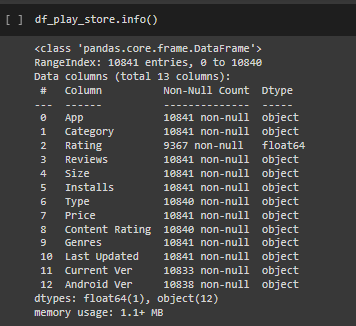 [ ] df_play_store.info()
<class 'pandas.core.frame.DataFrame'>
RangeIndex: 10841 entries, 0 to 10840
Data columns (total 13 columns):
 #   Column          Non-Null Count  Dtype
---  ------          --------------  -----
 0   App             10841 non-null  object
 1   Category        10841 non-null  object
 2   Rating          9367 non-null   float64
 3   Reviews         10841 non-null  object
 4   Size            10841 non-null  object
 5   Installs        10841 non-null  object
 6   Type            10840 non-null  object
 7   Price           10841 non-null  object
 8   Content Rating  10840 non-null  object
 9   Genres          10841 non-null  object
 10  Last Updated    10841 non-null  object
 11  Current Ver     10833 non-null  object
 12  Android Ver     10838 non-null  object
dtypes: float64(1), object(12)
memory usage: 1.1+ MB